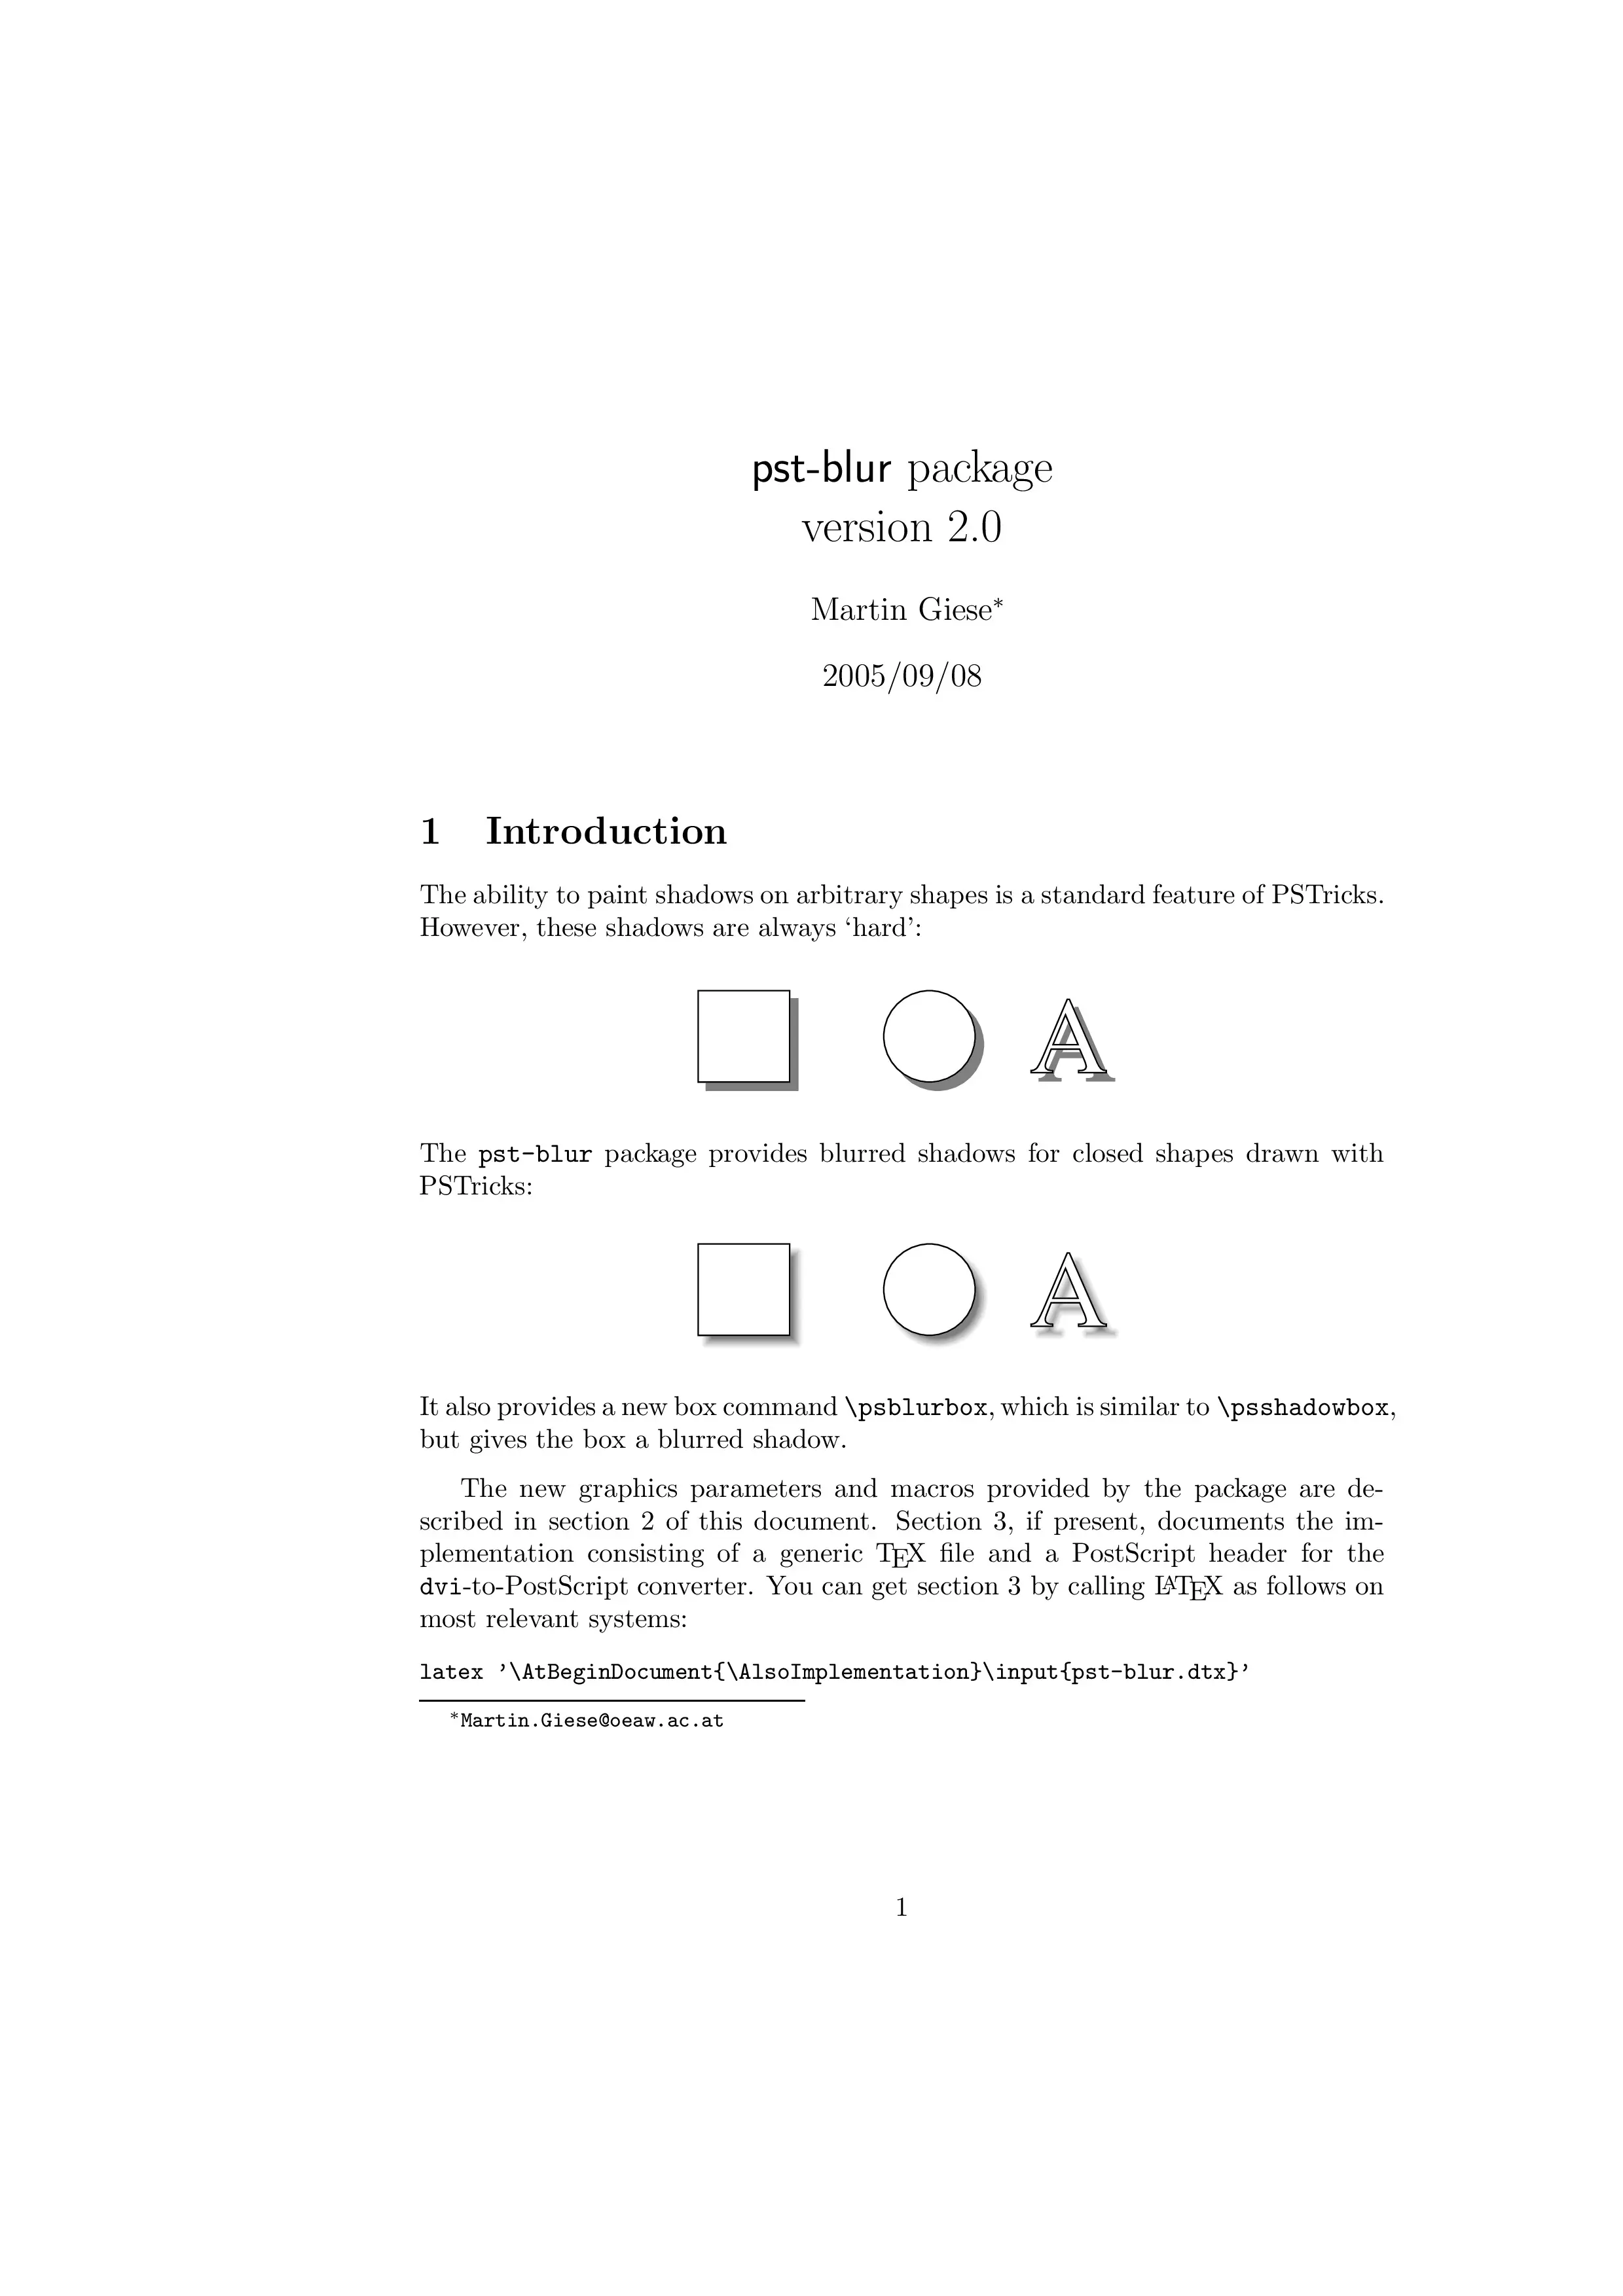 pst-blur package
version 2.0
Martin Giese*
2005/09/08
1 Introduction
The ability to paint shadows on arbitrary shapes is a standard feature of PSTricks.
However, these shadows are always ‘hard’:
A
The pst-blur package provides blurred shadows for closed shapes drawn with
PSTricks:
A
It also provides a new box command \psblurbox, which is similar to \psshadowbox,
but gives the box a blurred shadow.
The new graphics parameters and macros provided by the package are de-
scribed in section 2 of this document. Section 3, if present, documents the im-
plementation consisting of a generic TEX file and a PostScript header for the
dvi-to-PostScript converter. You can get section 3 by calling LATEX as follows on
most relevant systems:
latex ’\AtBeginDocument{\AlsoImplementation}\input{pst-blur.dtx}’
*Martin.Giese@oeaw.ac.at
1